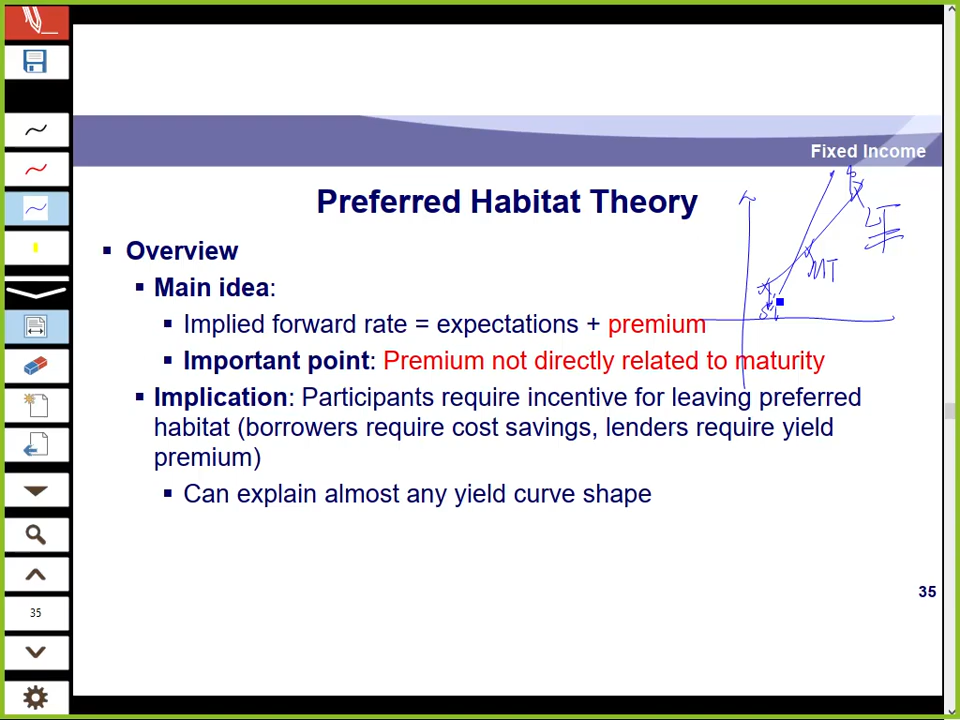 Fixed Income
Preferred Habitat Theory
Overview
Main idea:
Implied forward rate = expectations + premium
Important point: Premium not directly related to maturity
Implication: Participants require incentive for leaving preferred
habitat (borrowers require cost savings, lenders require yield
premium)
Can explain almost any yield curve shape
MT
LT
35
35